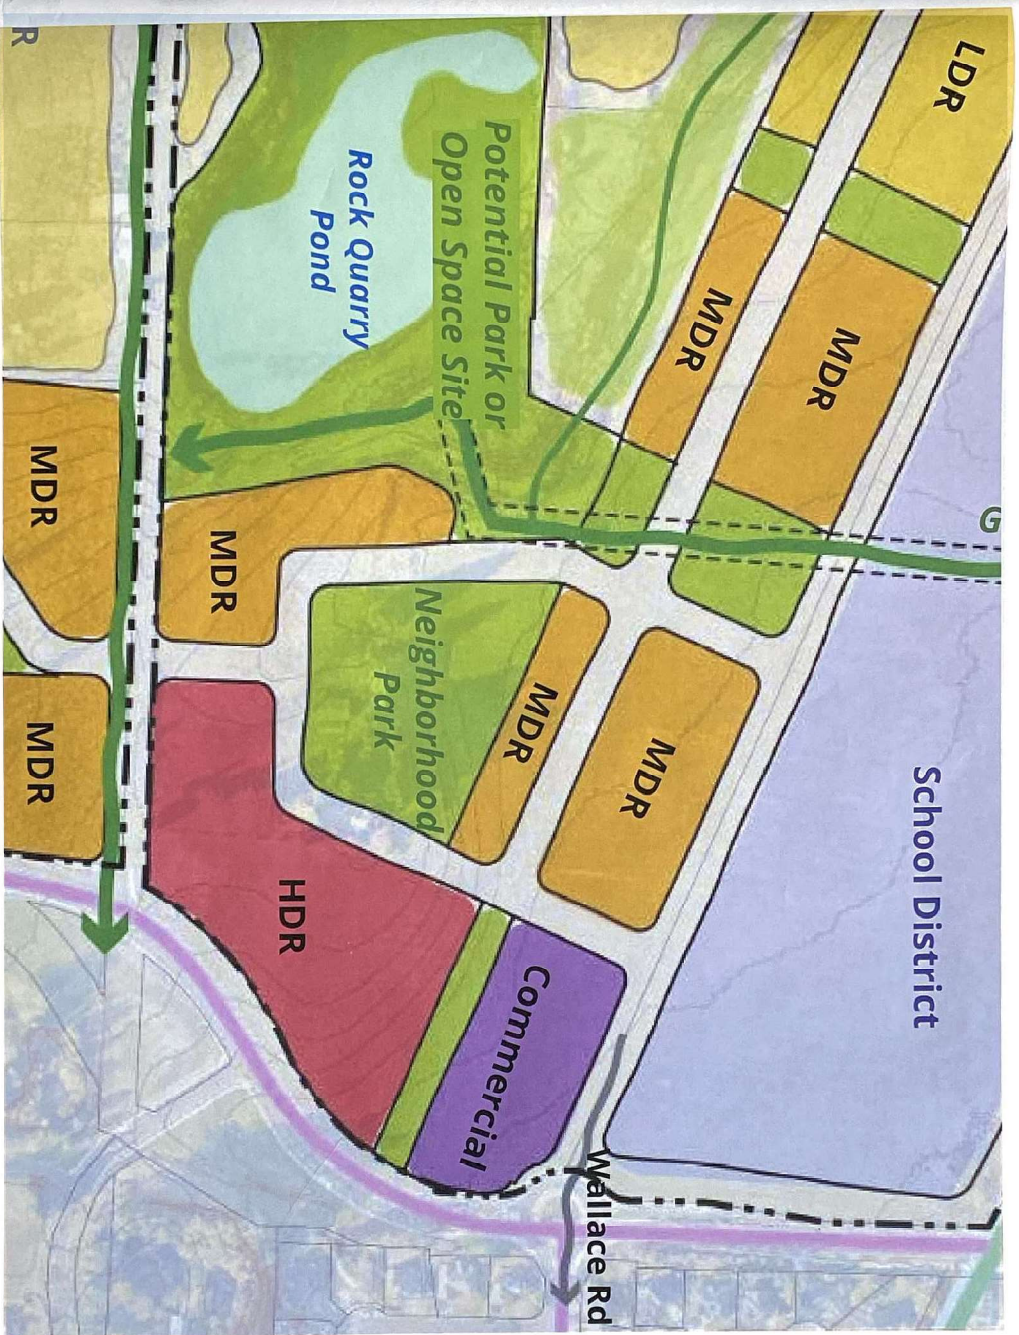 G
LDR
School District
MDR
MDR
MDR
Wallace Rd
MDR
Commercial
Potential Park or
Open Space Site
Neighborhood
Park
Rock Quarry
Pond
HDR
MDR
MDR
MDR
R